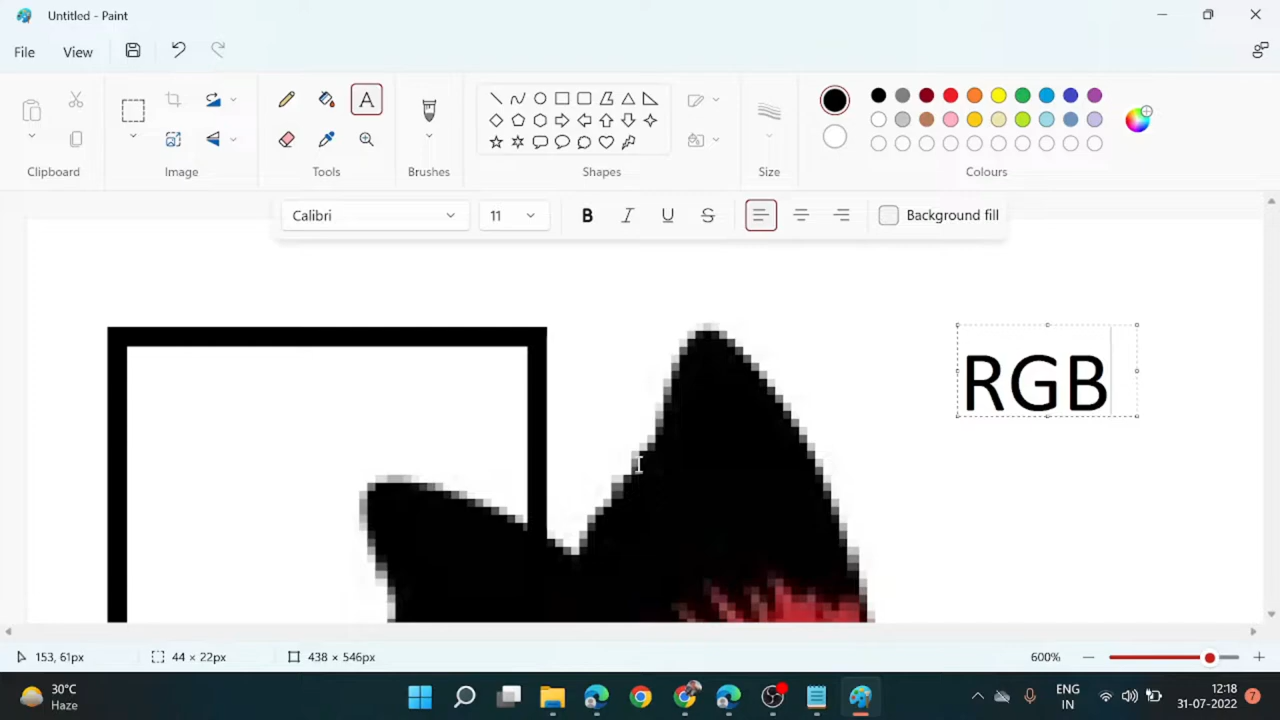 Untitled - Paint
File View
Clipboard Image Tools Brushes Shapes Size Colours
A
Calibri 11 B I U S Background fill
RGB
153, 61px 44 × 22px 438 × 546px 600%
30°C
Haze
ENG
IN
12:18
31-07-2022
7